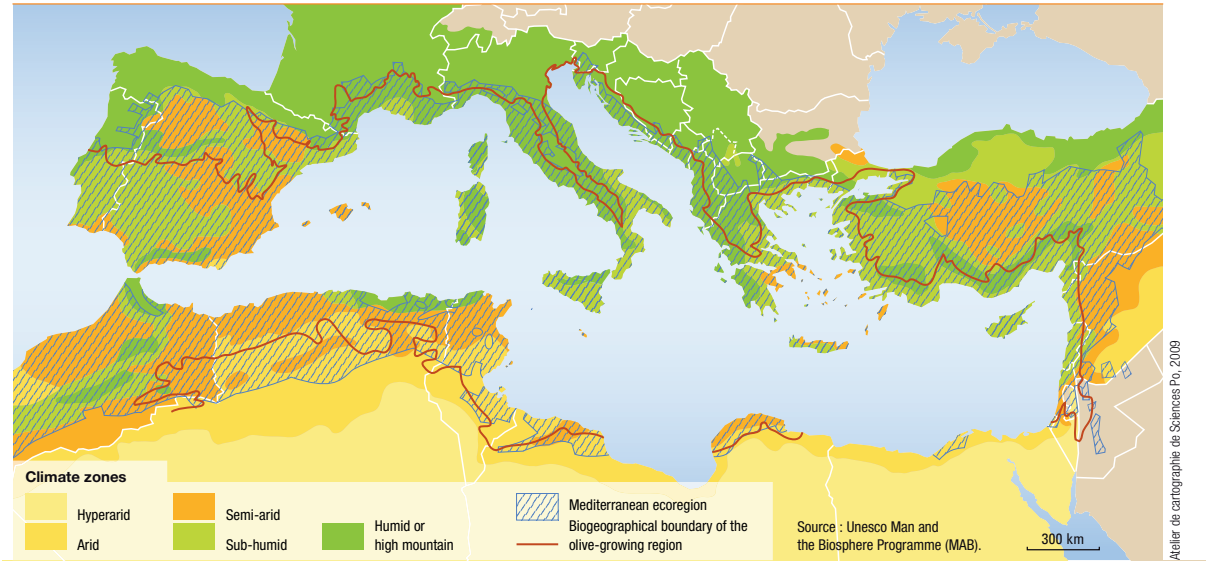 Climate zones
Hyperarid
Arid
Semi-arid
Sub-humid
Humid or
high mountain
Mediterranean ecoregion
Biogeographical boundary of the
olive-growing region
Source : Unesco Man and
the Biosphere Programme (MAB).
300 km
Atelier de cartographie de Sciences Po, 2009